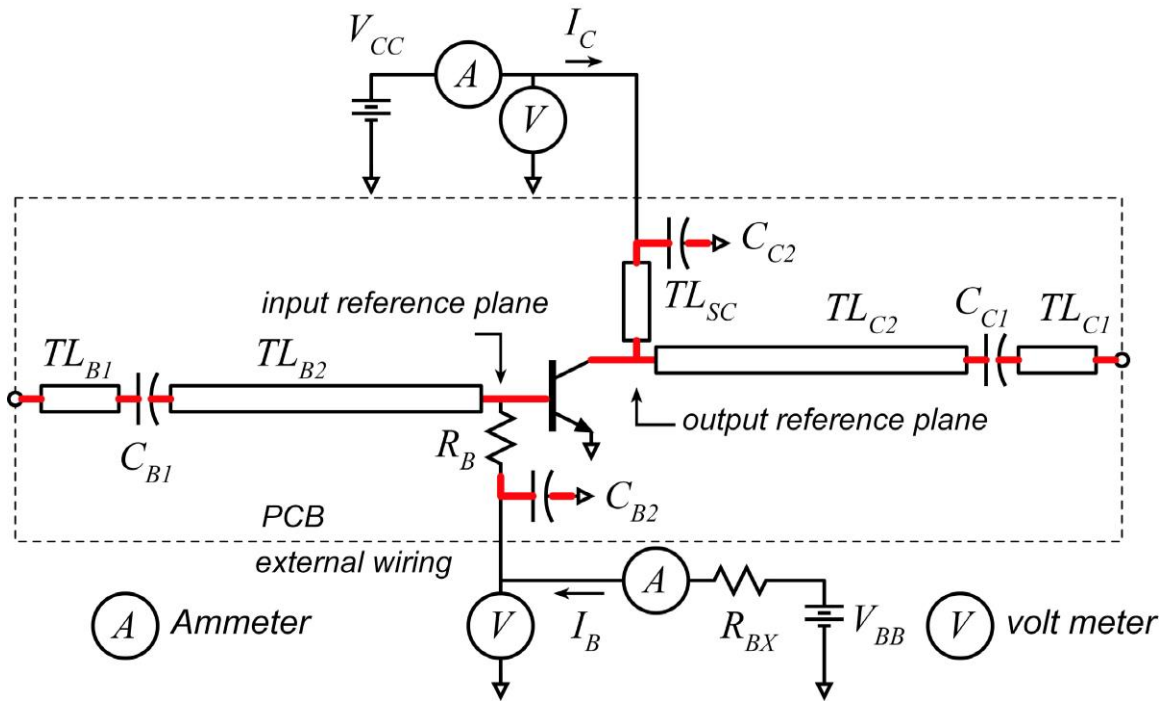 V_CC
I_C
A
V
C_C2
input reference plane
TL_SC
TL_C2
C_C1
TL_C1
TL_B1
TL_B2
R_B
output reference plane
C_B1
C_B2
PCB
external wiring
A
A Ammeter
V
I_B
R_BX
V_BB
V volt meter